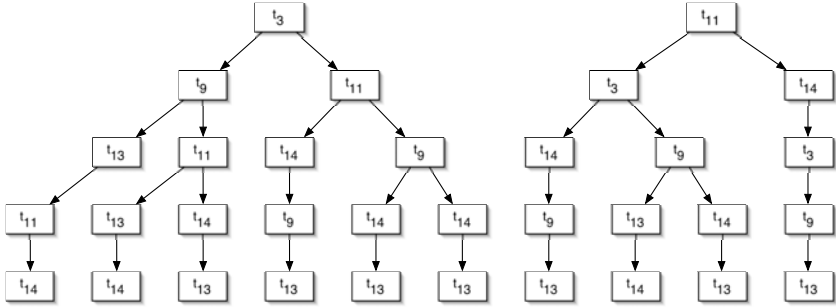 t3 t11
t9 t11 t3 t14
t13 t11 t14 t9 t14 t9 t3
t11 t13 t14 t9 t14 t14 t9 t13 t14 t9
t14 t14 t13 t13 t13 t13 t13 t14 t13 t13